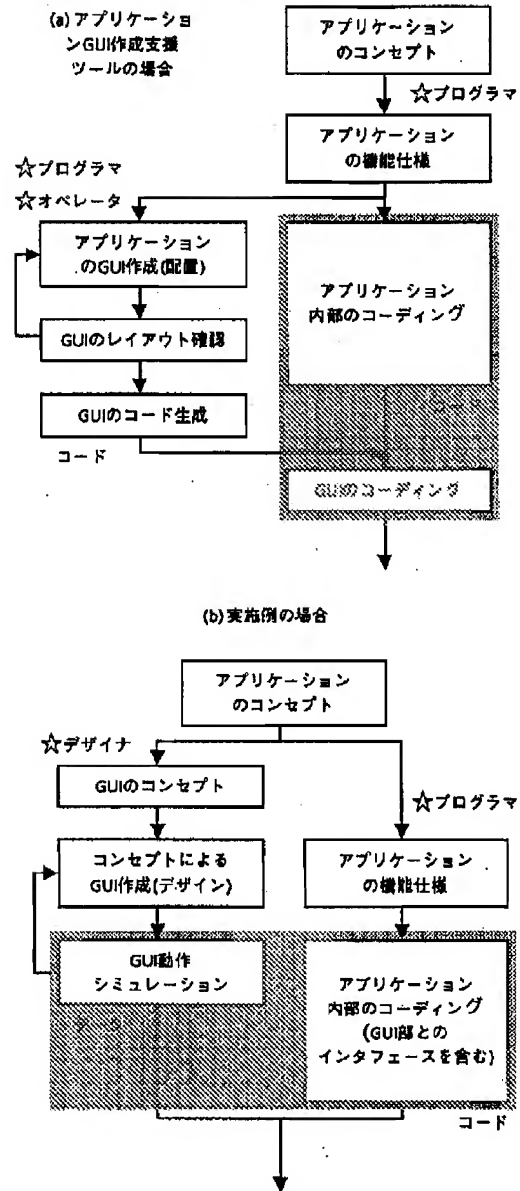 (a)アプリケーショ
ンGUI作成支援
ツールの場合
アプリケーション
のコンセプト
☆プログラマ
アプリケーション
の機能仕様
☆プログラマ
☆オペレータ
アプリケーション
のGUI作成(配置)
アプリケーション
内部のコーディング
GUIのレイアウト確認
GUIのコード生成
コード
コード
GUIのコーディング
(b)実施例の場合
アプリケーション
のコンセプト
☆デザイナ
GUIのコンセプト
☆プログラマ
コンセプトによる
GUI作成(デザイン)
アプリケーション
の機能仕様
GUI動作
シミュレーション
データ
アプリケーション
内部のコーディング
(GUI部との
インタフェースを含む)
コード